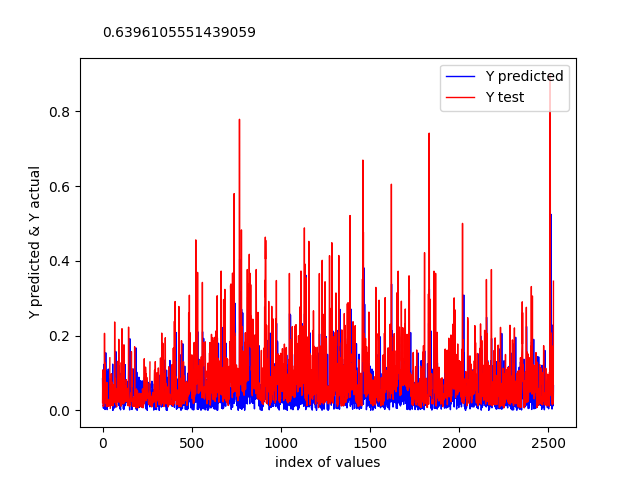 0.6396105551439059
Y predicted
Y test
0.8
0.6
0.4
0.2
0.0
Y predicted & Y actual
0 500 1000 1500 2000 2500
index of values